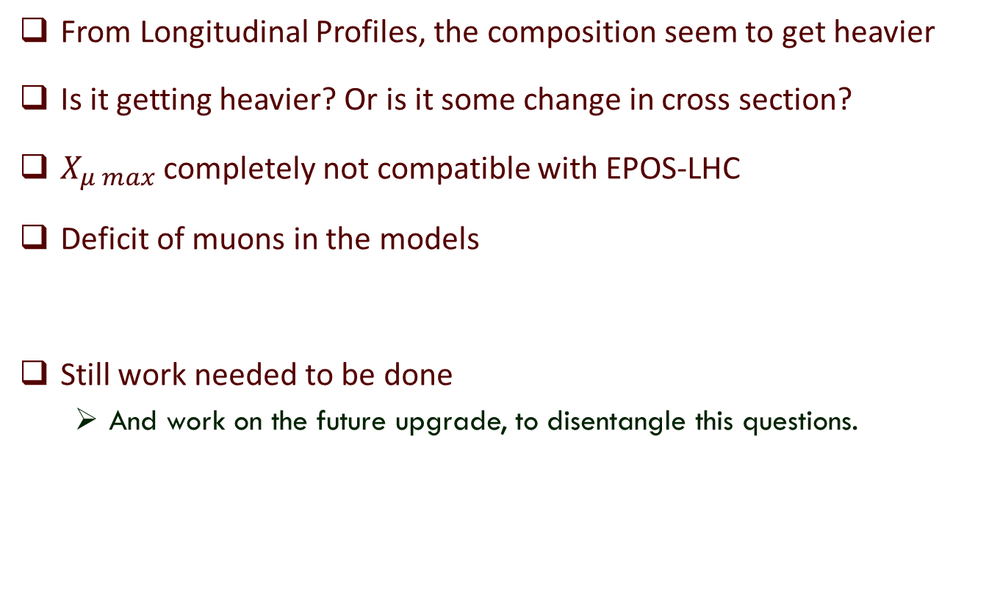 ❑ From Longitudinal Profiles, the composition seem to get heavier
❑ Is it getting heavier? Or is it some change in cross section?
❑ $X_{\mu\,max}$ completely not compatible with EPOS-LHC
❑ Deficit of muons in the models
❑ Still work needed to be done
➢ And work on the future upgrade, to disentangle this questions.